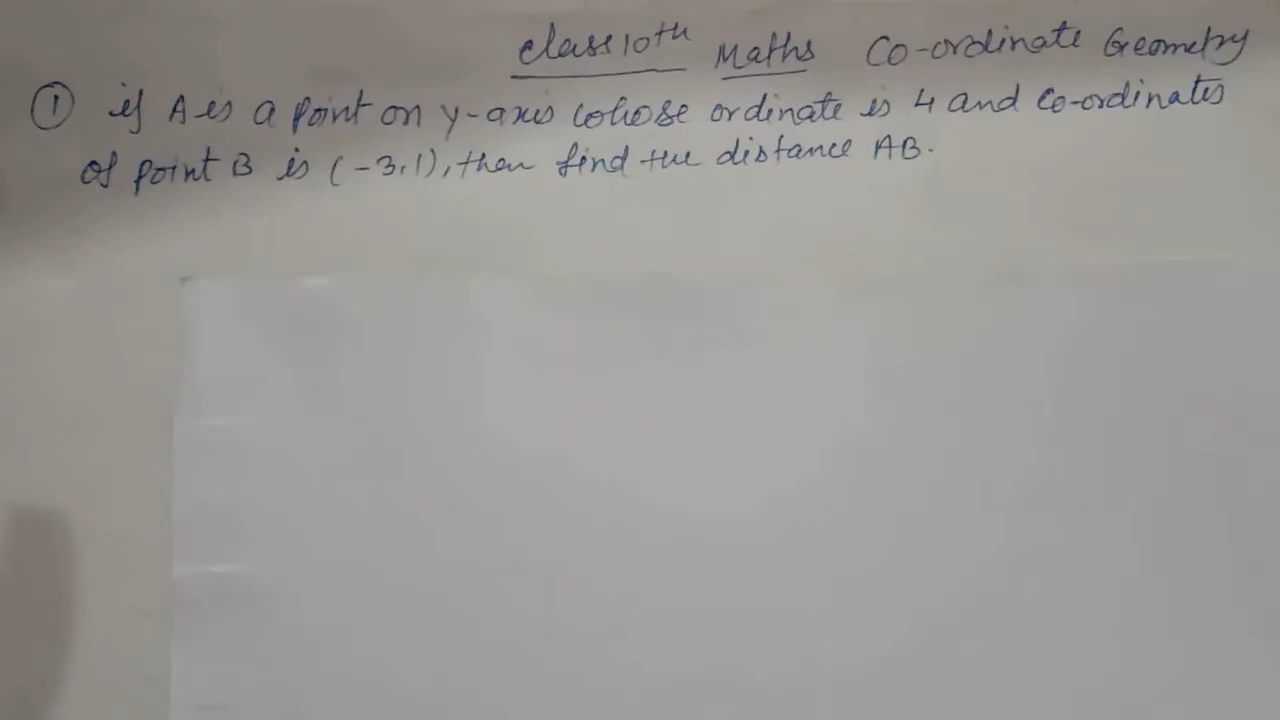 Class 10th Maths Co-ordinate Geometry
① if A is a point on y-axis whose ordinate is 4 and Co-ordinates
of point B is (-3,1), then find the distance AB.